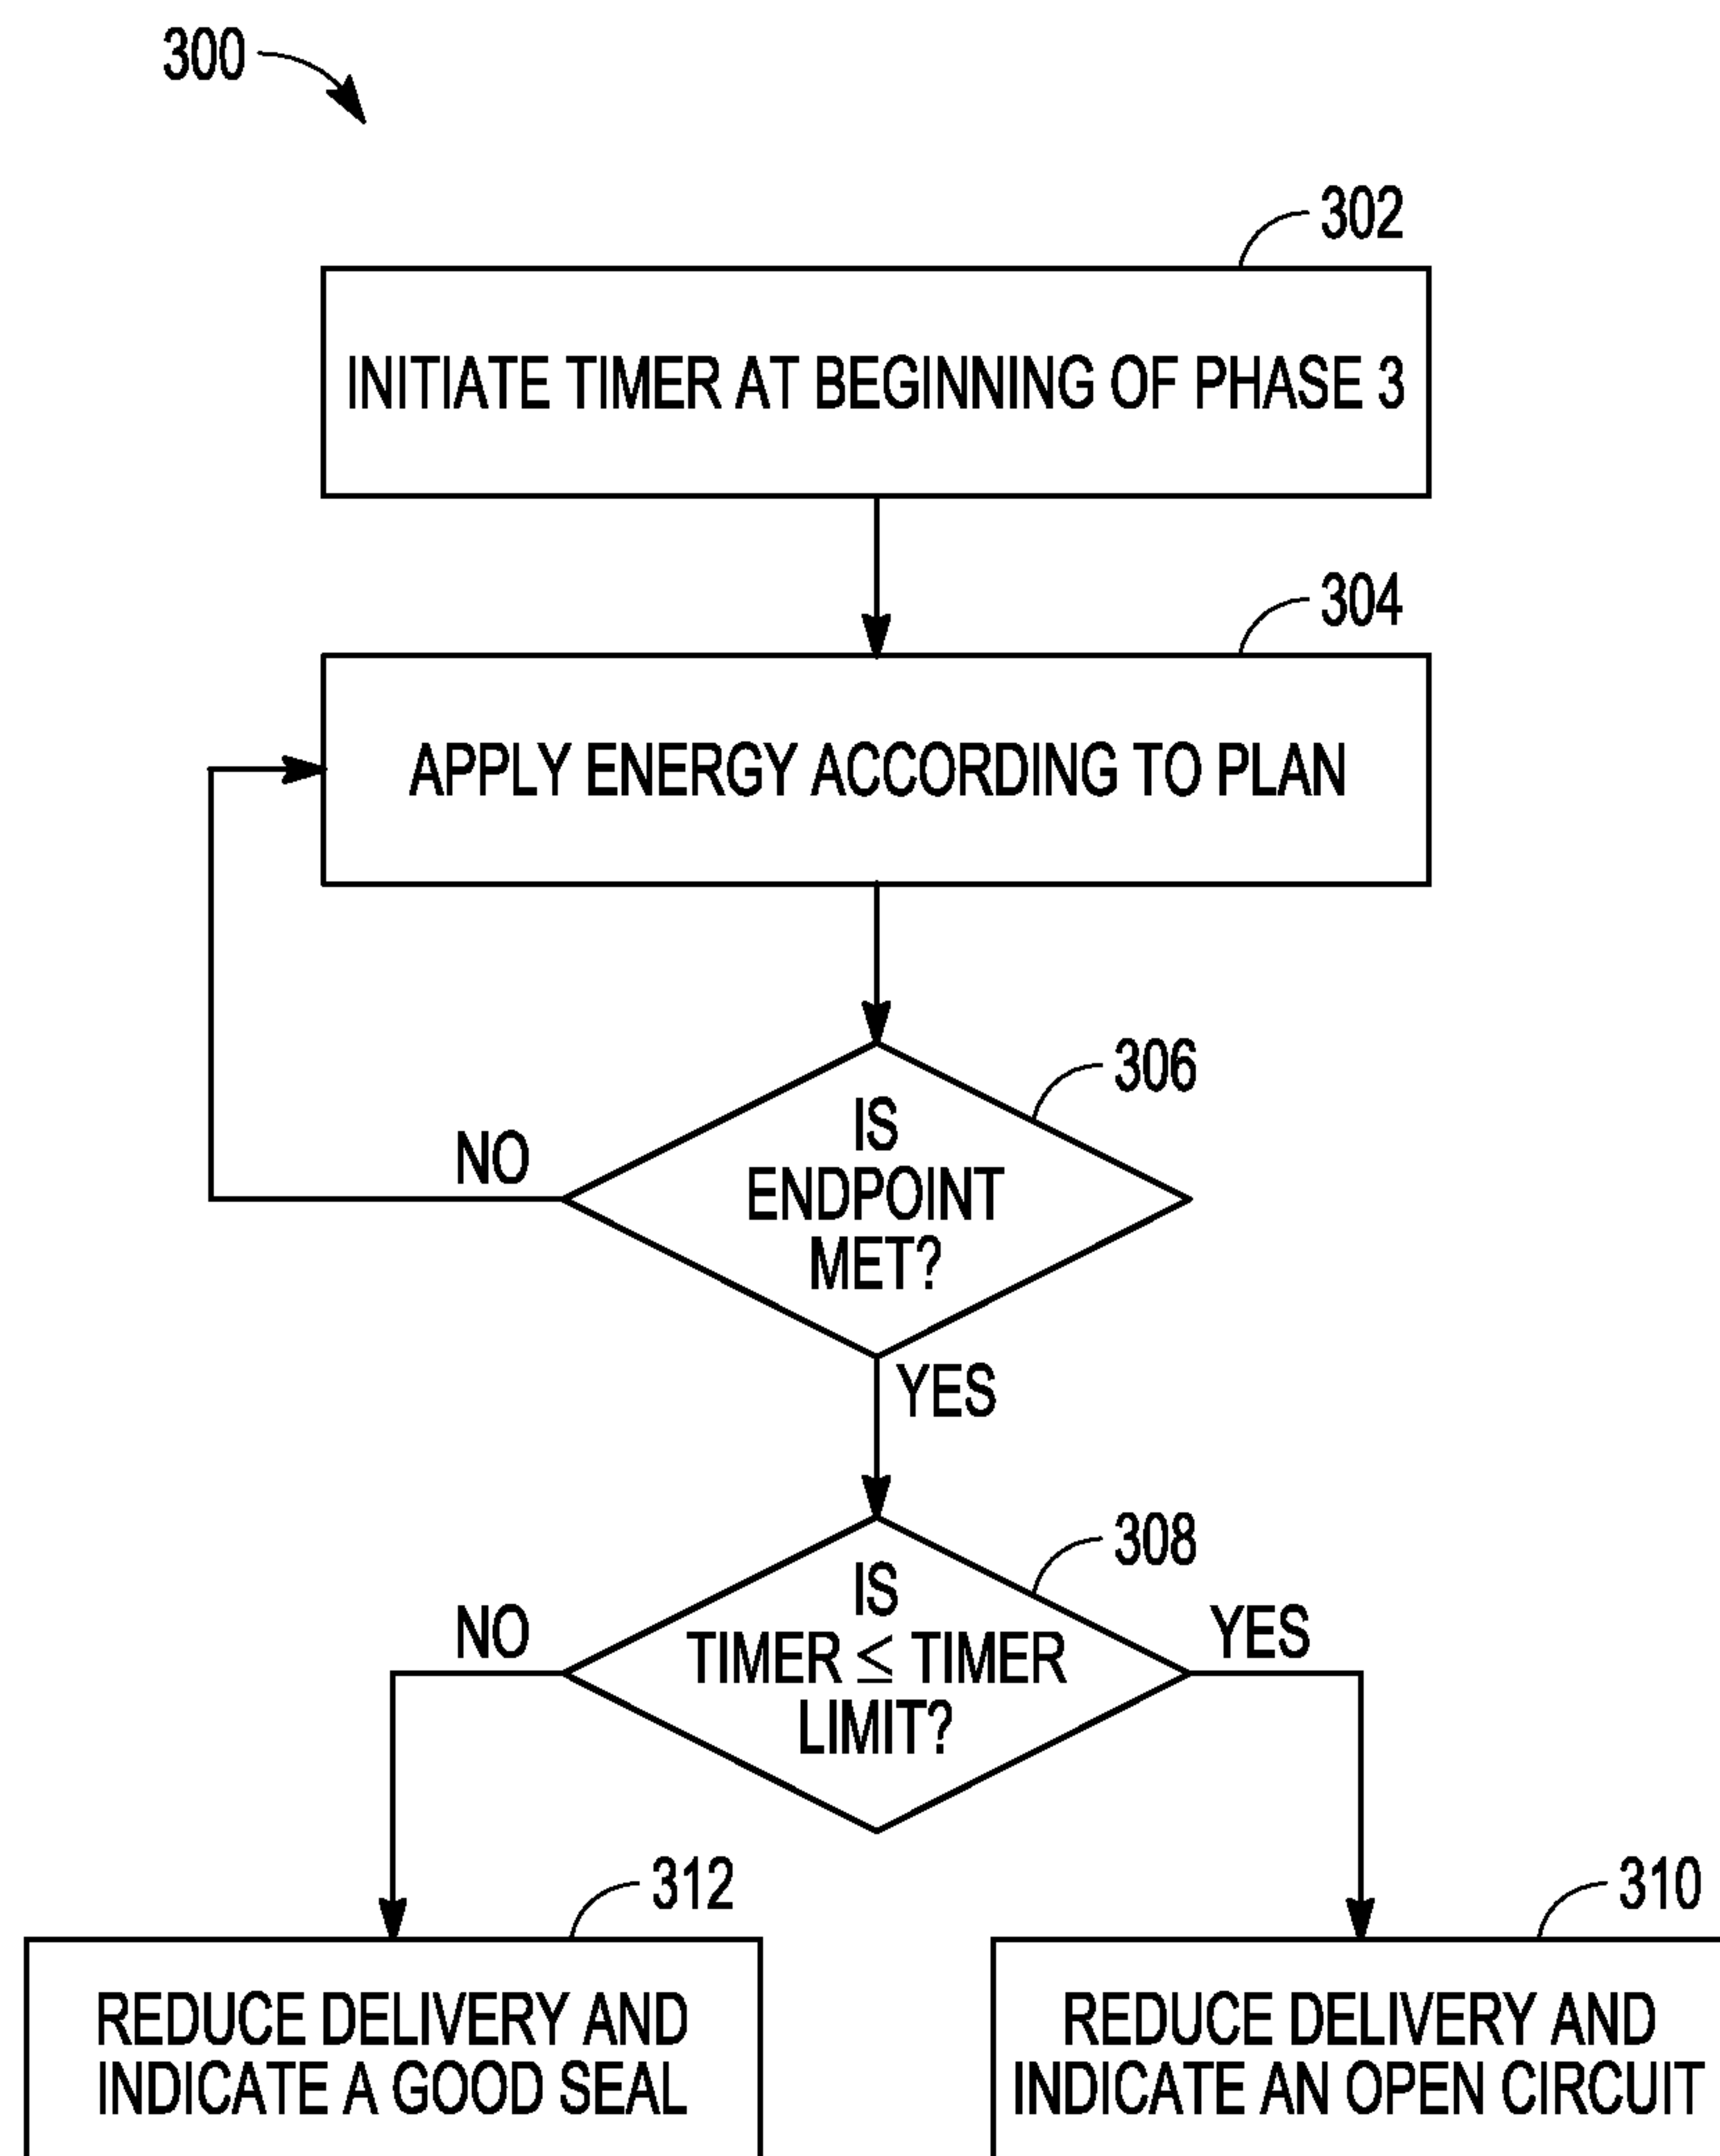 300
302
INITIATE TIMER AT BEGINNING OF PHASE 3
304
APPLY ENERGY ACCORDING TO PLAN
306
IS
ENDPOINT
MET?
NO
YES
308
IS
TIMER ≤ TIMER
LIMIT?
NO
YES
312
REDUCE DELIVERY AND
INDICATE A GOOD SEAL
310
REDUCE DELIVERY AND
INDICATE AN OPEN CIRCUIT